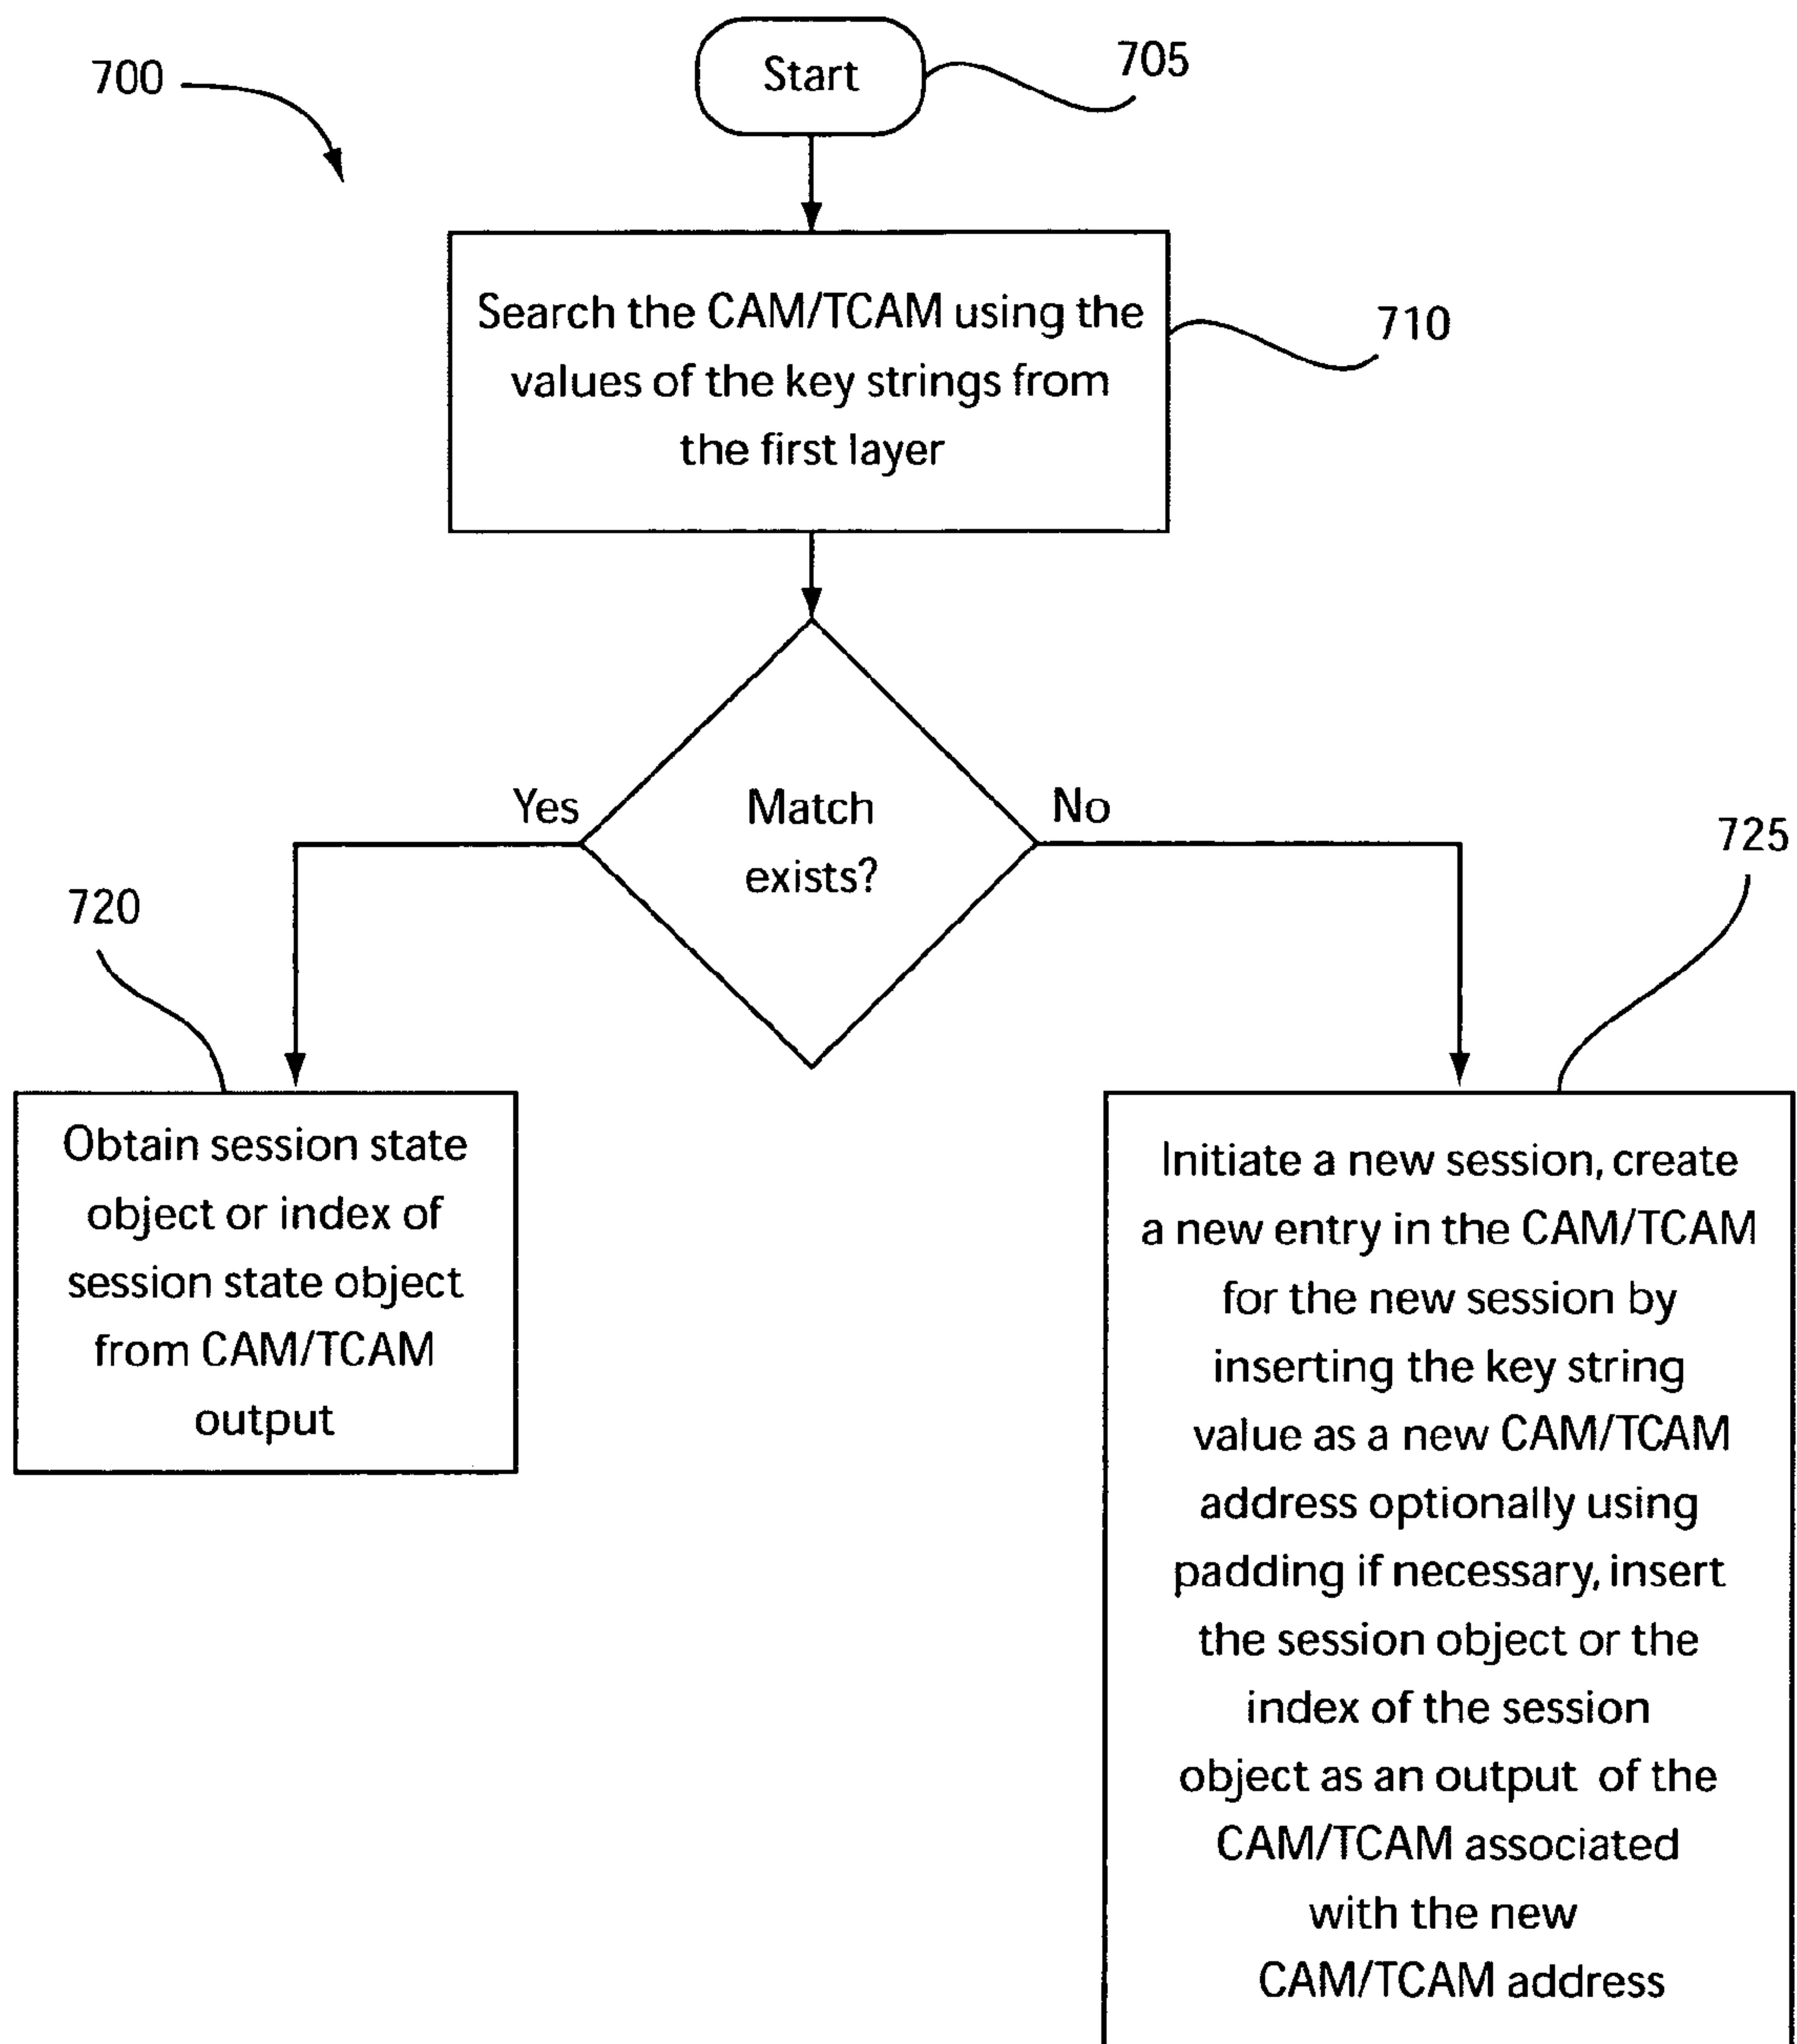 700
Start
705
Search the CAM/TCAM using the
values of the key strings from
the first layer
710
Match
exists?
Yes
No
720
725
Obtain session state
object or index of
session state object
from CAM/TCAM
output
Initiate a new session, create
a new entry in the CAM/TCAM
for the new session by
inserting the key string
value as a new CAM/TCAM
address optionally using
padding if necessary, insert
the session object or the
index of the session
object as an output of the
CAM/TCAM associated
with the new
CAM/TCAM address